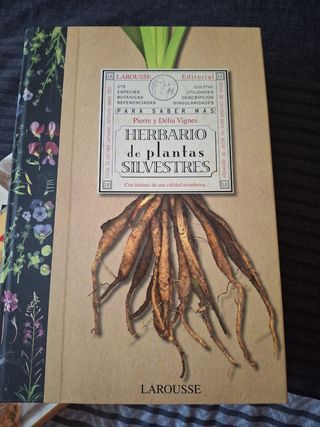 LAROUSSE Editorial
275 CULTIVO
ESPECIES UTILIDADES
BOTÁNICAS DESCRIPCIÓN
REFERENCIADAS SINGULARIDADES
PARA SABER MÁS
Pierre y Délia Vignes
HERBARIO
de plantas
SILVESTRES
Con láminas de una calidad asombrosa
LAROUSSE